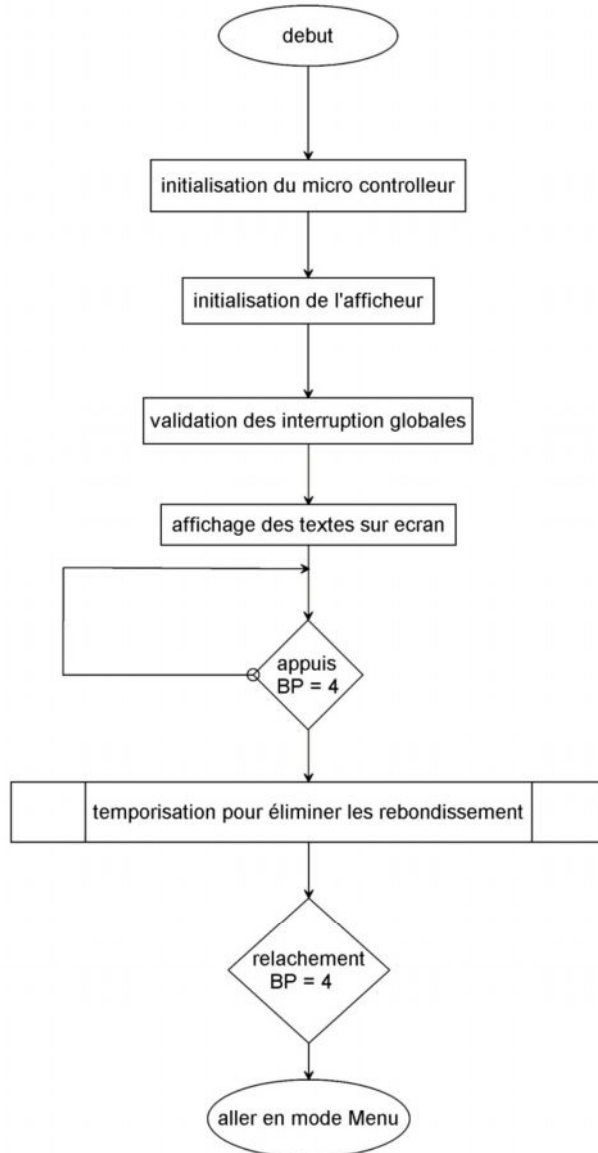 debut
initialisation du micro controlleur
initialisation de l'afficheur
validation des interruption globales
affichage des textes sur ecran
appuis
BP = 4
temporisation pour éliminer les rebondissement
relachement
BP = 4
aller en mode Menu